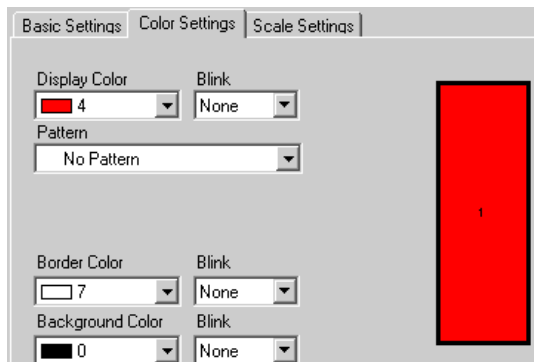 Basic Settings Color Settings Scale Settings
Display Color Blink
4 None
Pattern
No Pattern
1
Border Color Blink
7 None
Background Color Blink
0 None